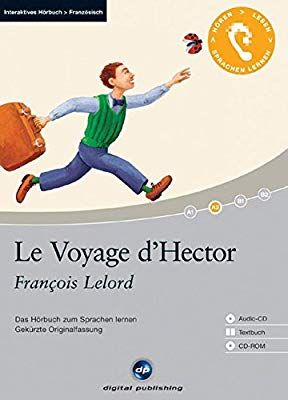 Interaktives Hörbuch > Französisch
> HÖREN > LESEN > SPRACHEN LERNEN
A1
A2
B1
B2
Le Voyage d'Hector
François Lelord
Das Hörbuch zum Sprachen lernen
Gekürzte Originalfassung
Audio-CD
Textbuch
CD-ROM
dp
digital publishing